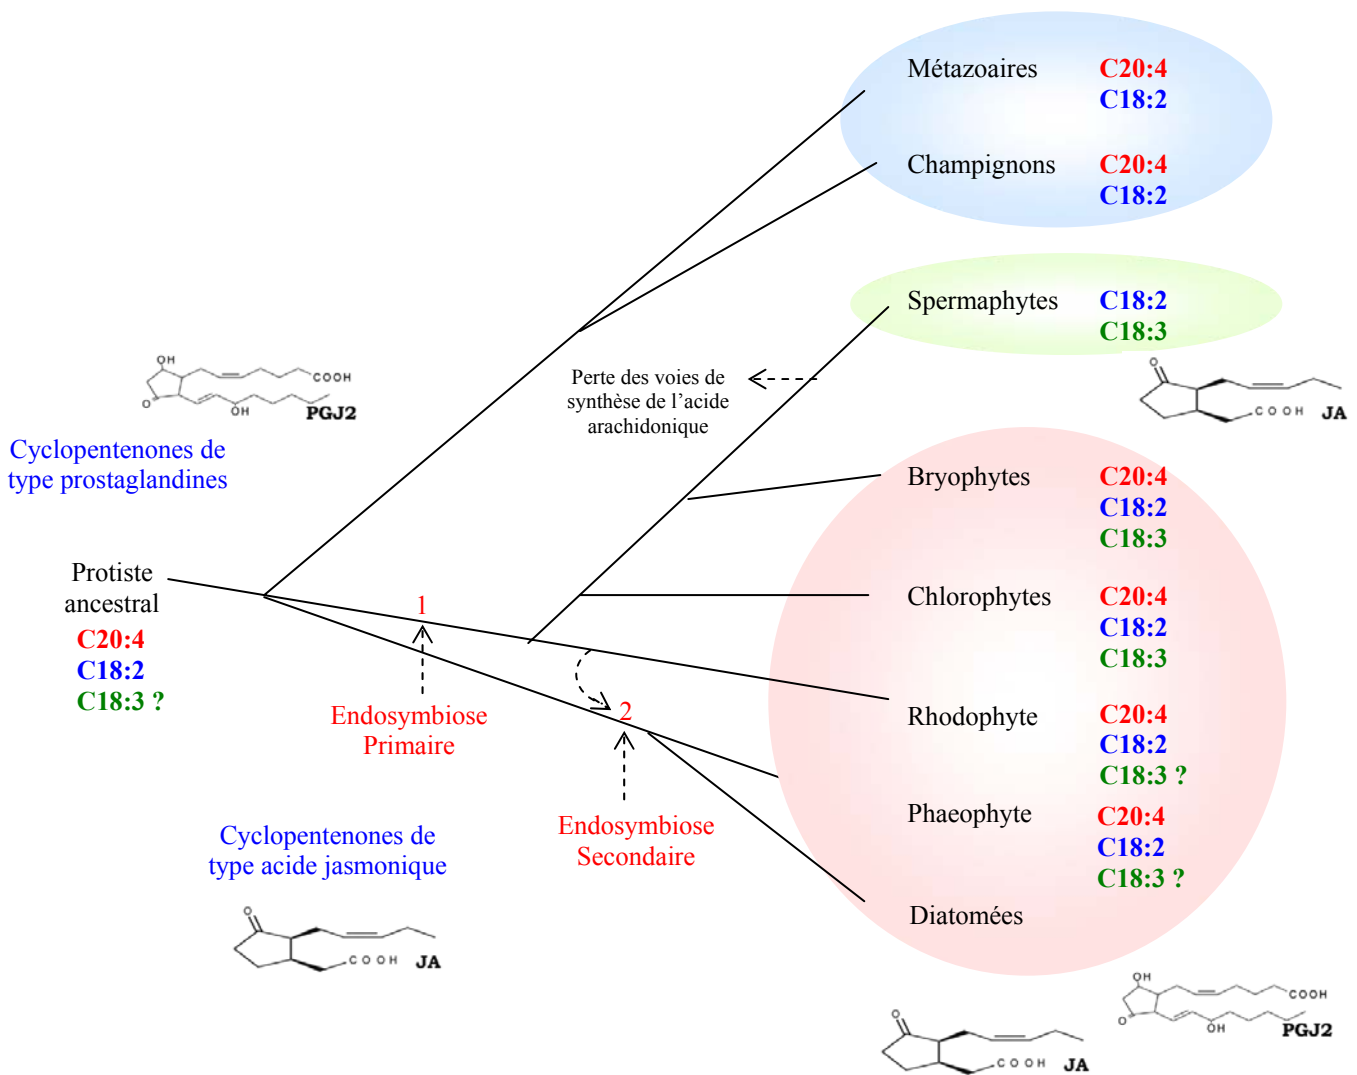 Métazoaires C20:4
C18:2
Champignons C20:4
C18:2
Spermaphytes C18:2
C18:3
O
COOH JA
Perte des voies de
synthèse de l’acide
arachidonique
OH
COOH
O
OH
PGJ2
Cyclopentenones de
type prostaglandines
Bryophytes C20:4
C18:2
C18:3
Protiste
ancestral
C20:4
C18:2
C18:3 ?
1
Endosymbiose
Primaire
2
Endosymbiose
Secondaire
Chlorophytes C20:4
C18:2
C18:3
Rhodophyte C20:4
C18:2
C18:3 ?
Phaeophyte C20:4
C18:2
C18:3 ?
Diatomées
Cyclopentenones de
type acide jasmonique
O
COOH JA
O
COOH JA
OH
COOH
O
OH
PGJ2